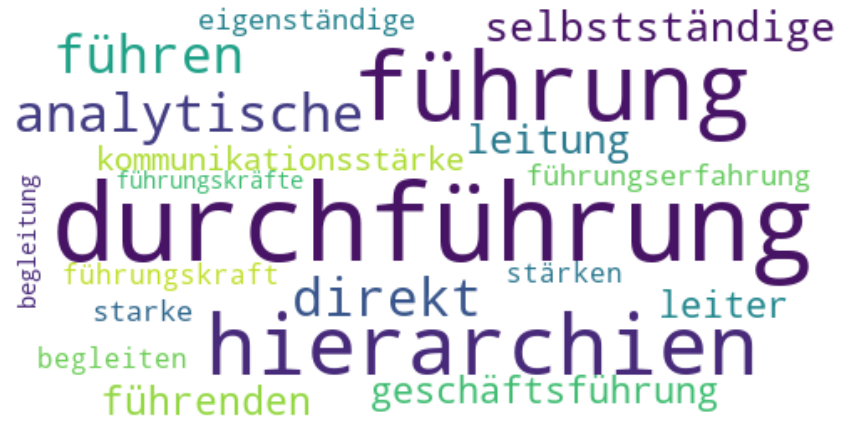 eigenständige
selbstständige
führen
führung
analytische
leitung
kommunikationsstärke
führungskräfte
führungserfahrung
begleitung
durchführung
führungskraft
stärken
direkt
starke
leiter
hierarchien
begleiten
führenden
geschäftsführung